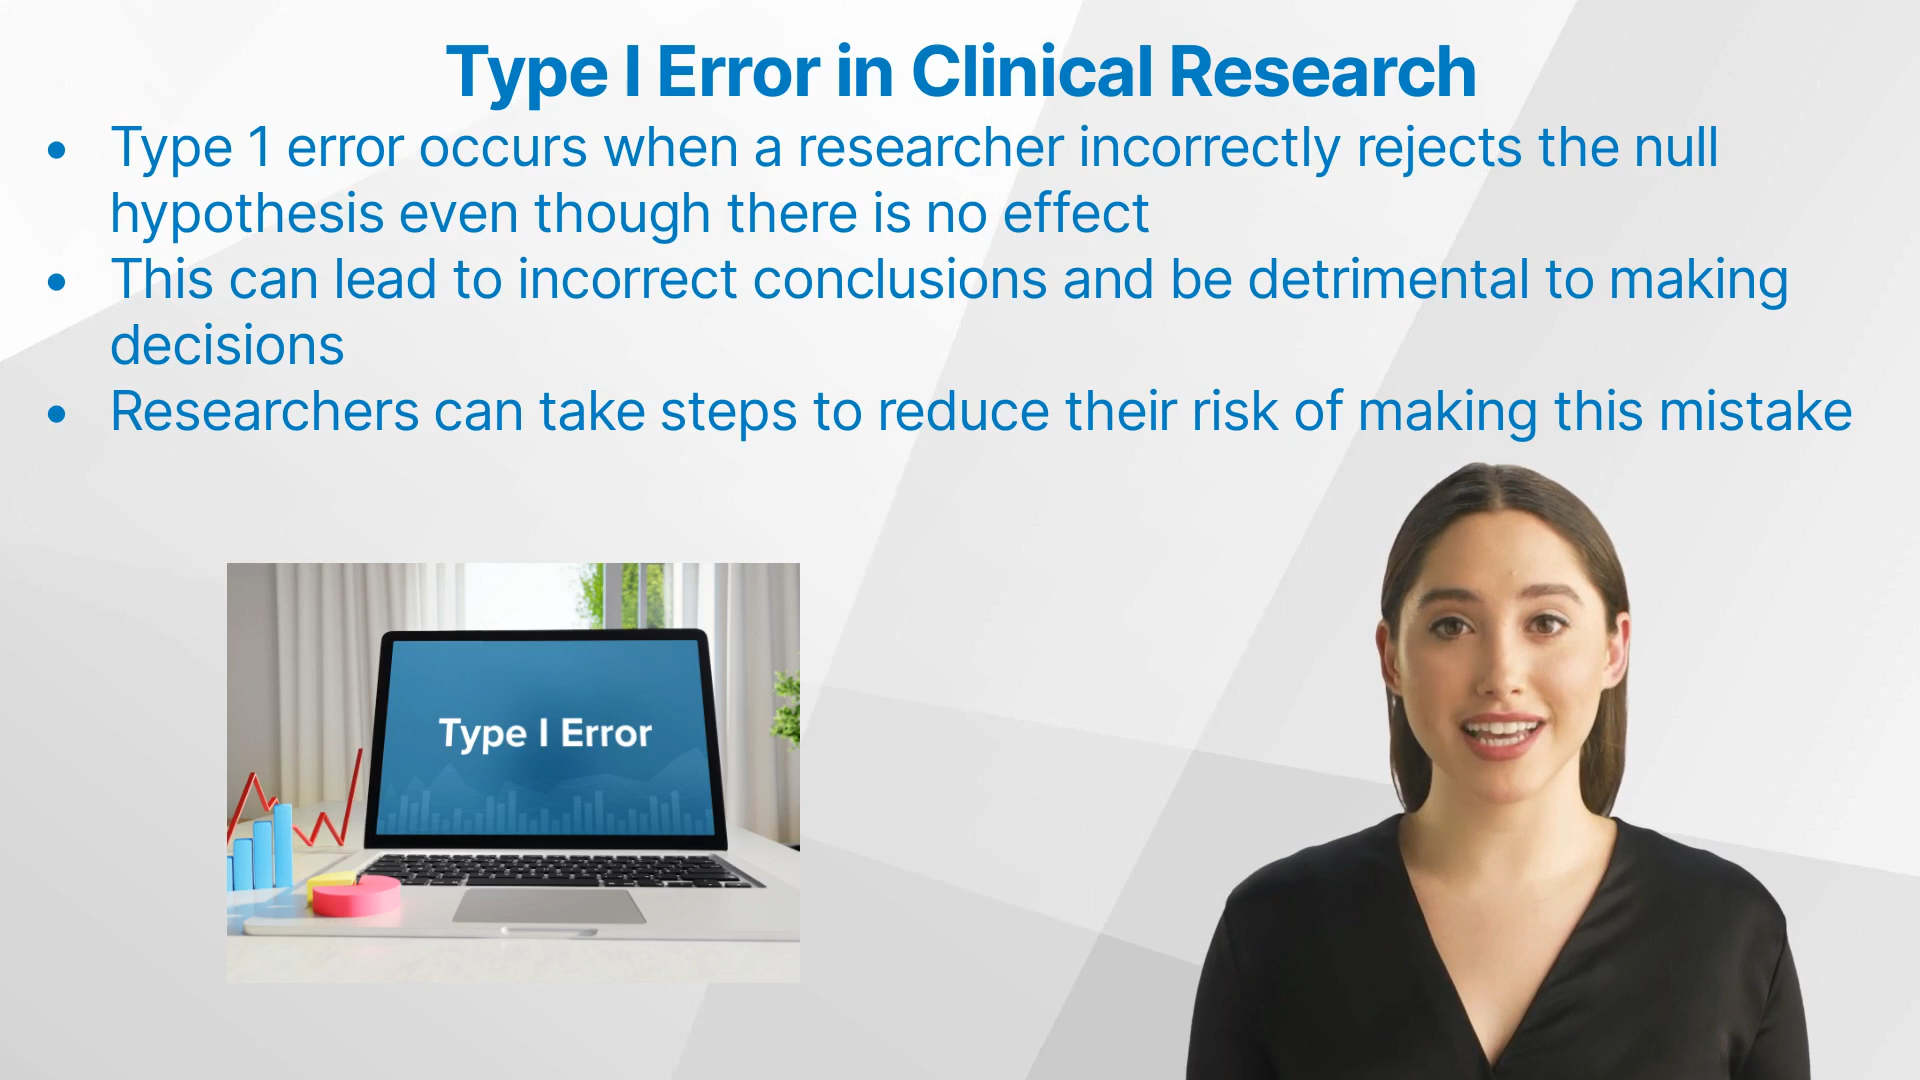 Type I Error in Clinical Research
• Type 1 error occurs when a researcher incorrectly rejects the null
hypothesis even though there is no effect
• This can lead to incorrect conclusions and be detrimental to making
decisions
• Researchers can take steps to reduce their risk of making this mistake
Type I Error